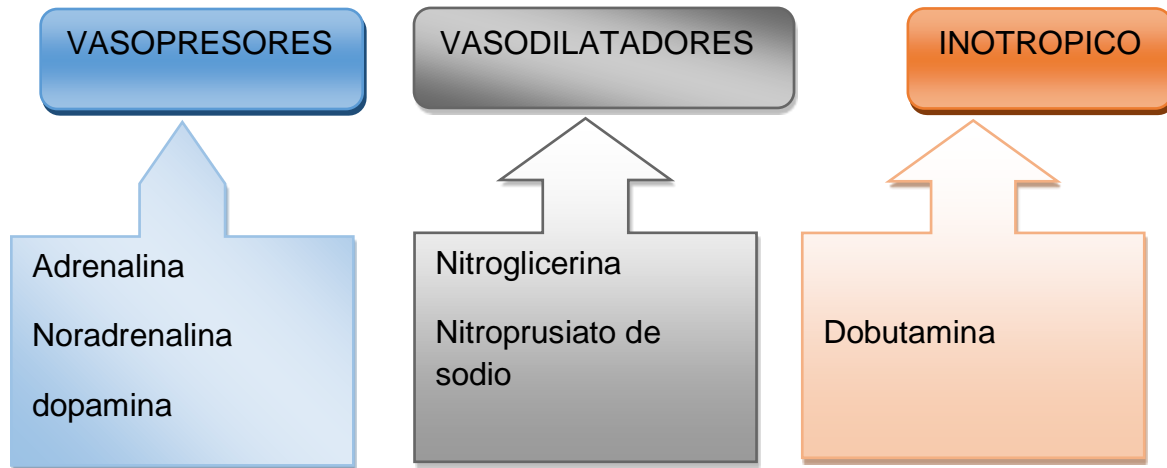 VASOPRESORES
Adrenalina
Noradrenalina
dopamina
VASODILATADORES
Nitroglicerina
Nitroprusiato de
sodio
INOTROPICO
Dobutamina